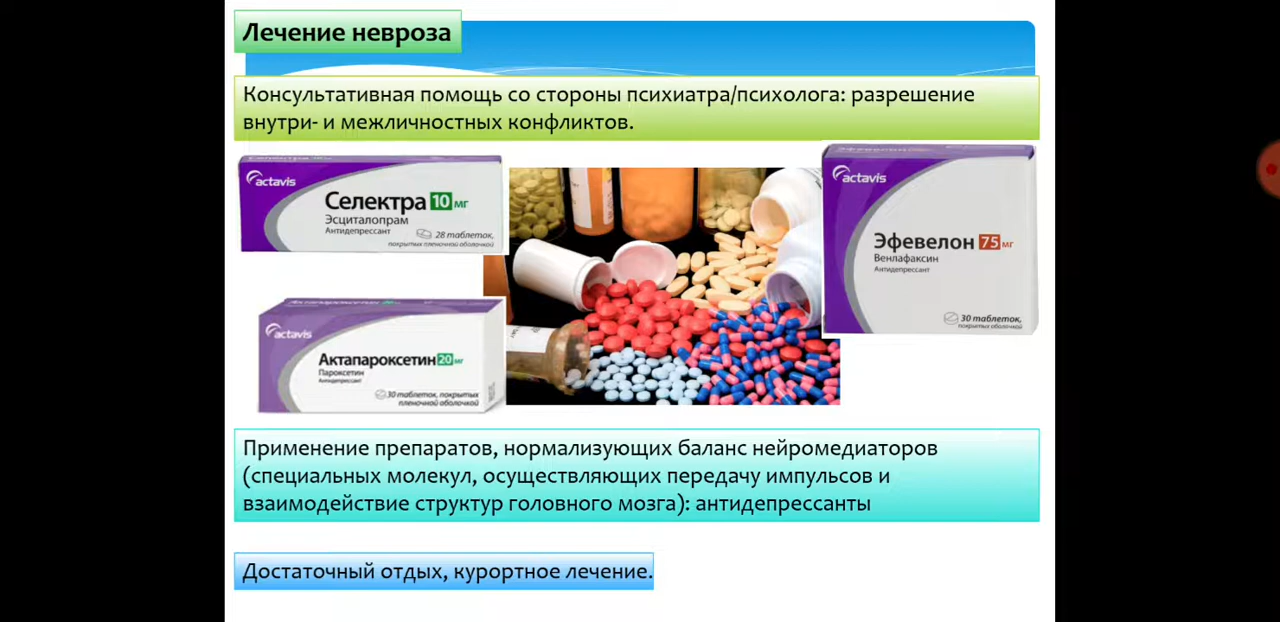 Лечение невроза
Консультативная помощь со стороны психиатра/психолога: разрешение
внутри- и межличностных конфликтов.
actavis
Селектра 10 мг
Эсциталопрам
Антидепрессант
28 таблеток,
покрытых пленочной оболочкой
actavis
Эфевелон 75 мг
Венлафаксин
Антидепрессант
30 таблеток,
покрытых оболочкой
actavis
Актапароксетин 20 мг
Пароксетин
Антидепрессант
30 таблеток, покрытых
пленочной оболочкой
Применение препаратов, нормализующих баланс нейромедиаторов
(специальных молекул, осуществляющих передачу импульсов и
взаимодействие структур головного мозга): антидепрессанты
Достаточный отдых, курортное лечение.